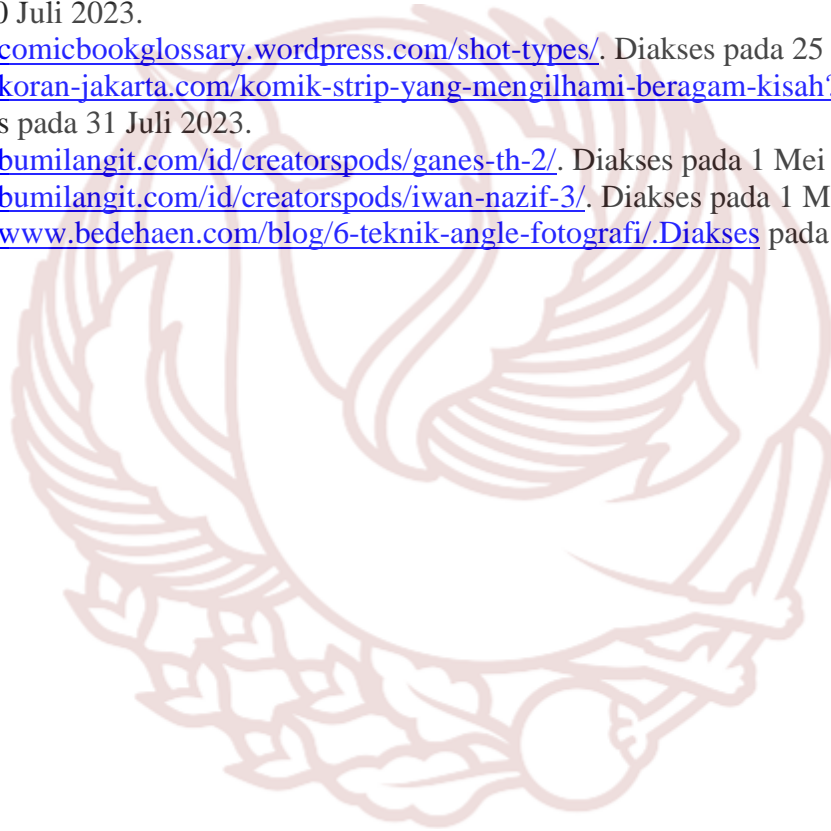 0 Juli 2023.
comicbookglossary.wordpress.com/shot-types/. Diakses pada 25
koran-jakarta.com/komik-strip-yang-mengilhami-beragam-kisah?
s pada 31 Juli 2023.
bumilangit.com/id/creatorspods/ganes-th-2/. Diakses pada 1 Mei
bumilangit.com/id/creatorspods/iwan-nazif-3/. Diakses pada 1 M
www.bedehaen.com/blog/6-teknik-angle-fotografi/.Diakses pada